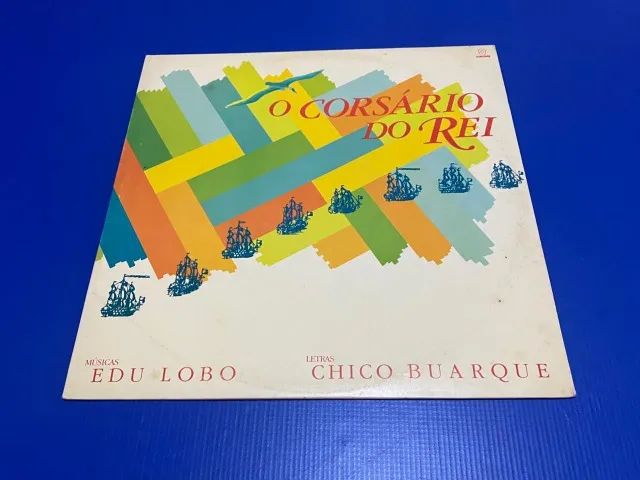 O CORSÁRIO
DO REI
MÚSICAS
EDU LOBO
LETRAS
CHICO BUARQUE